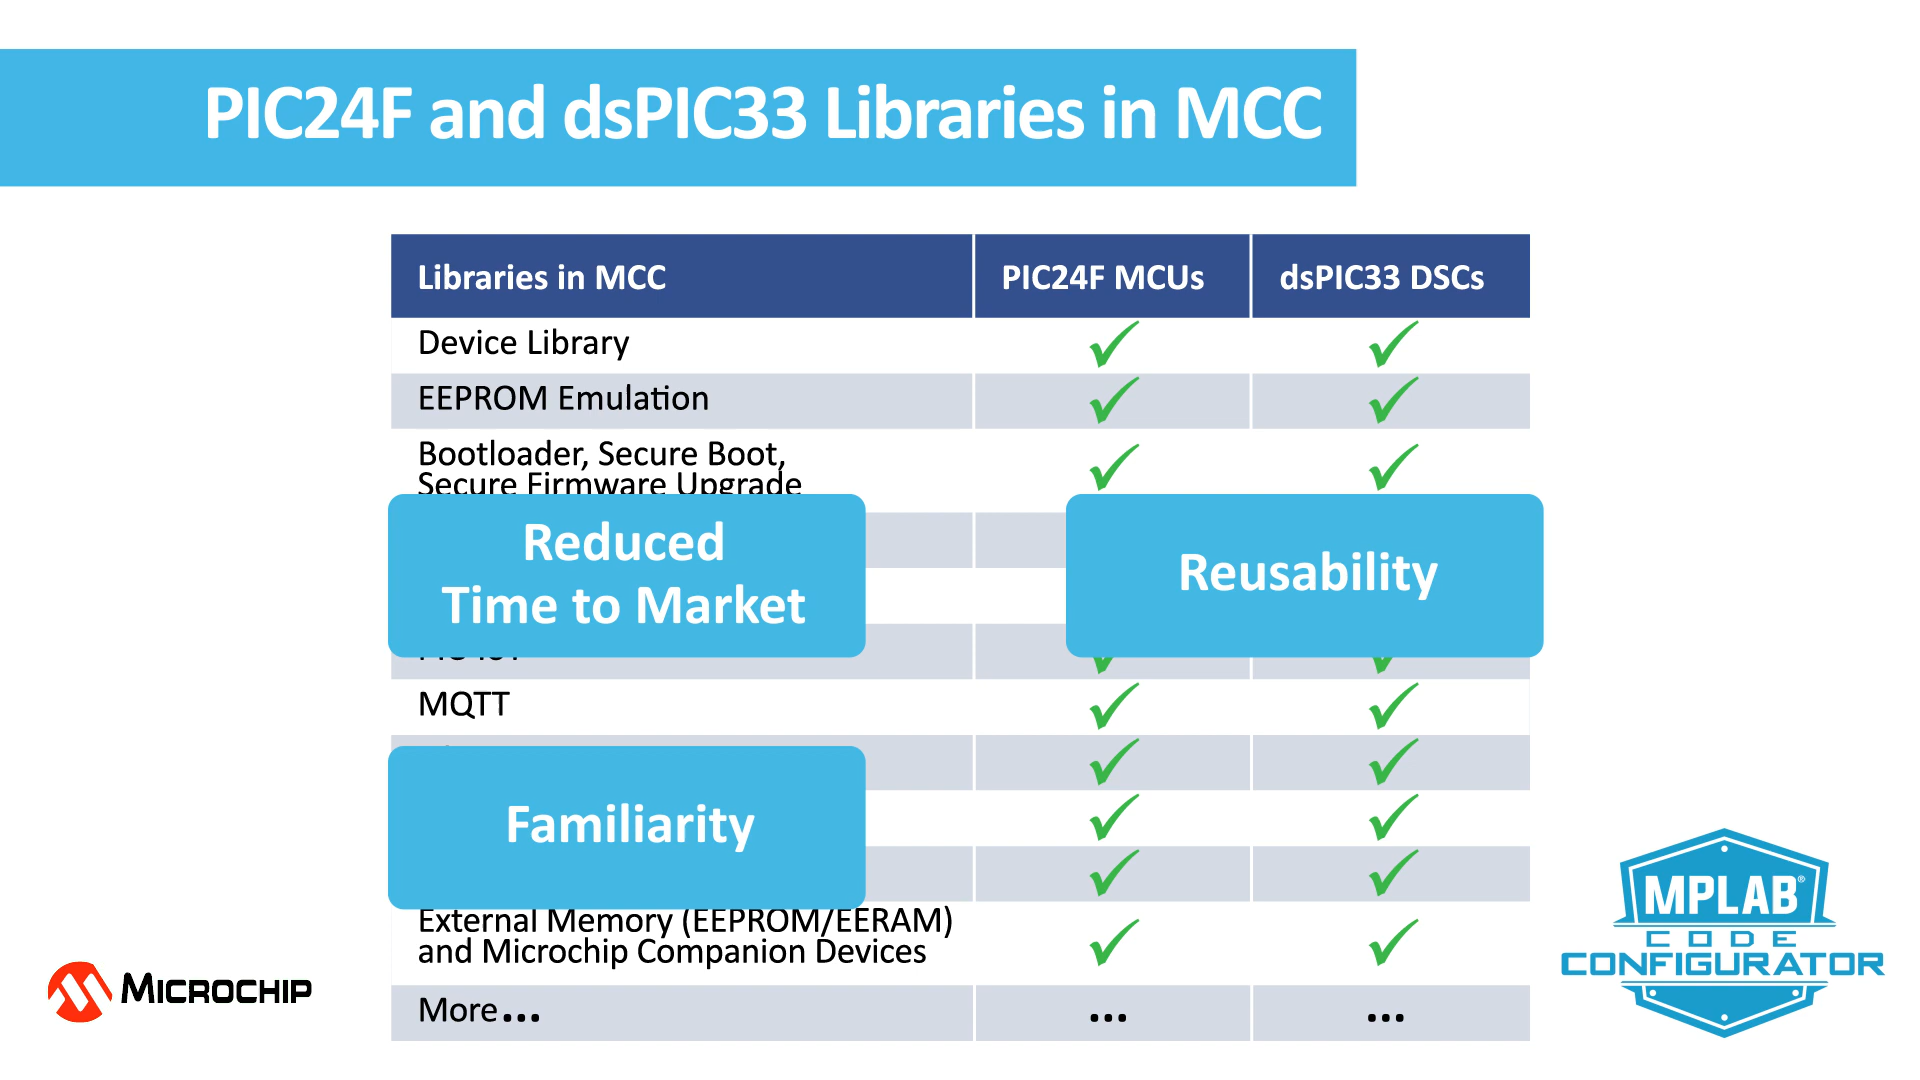 PIC24F and dsPIC33 Libraries in MCC
Libraries in MCC PIC24F MCUs dsPIC33 DSCs
Device Library
EEPROM Emulation
Bootloader, Secure Boot,
Secure Firmware Upgrade
Reduced
Time to Market
Reusability
MQTT
Familiarity
External Memory (EEPROM/EERAM)
and Microchip Companion Devices
More... ... ...
MICROCHIP
MPLAB®
CODE
CONFIGURATOR